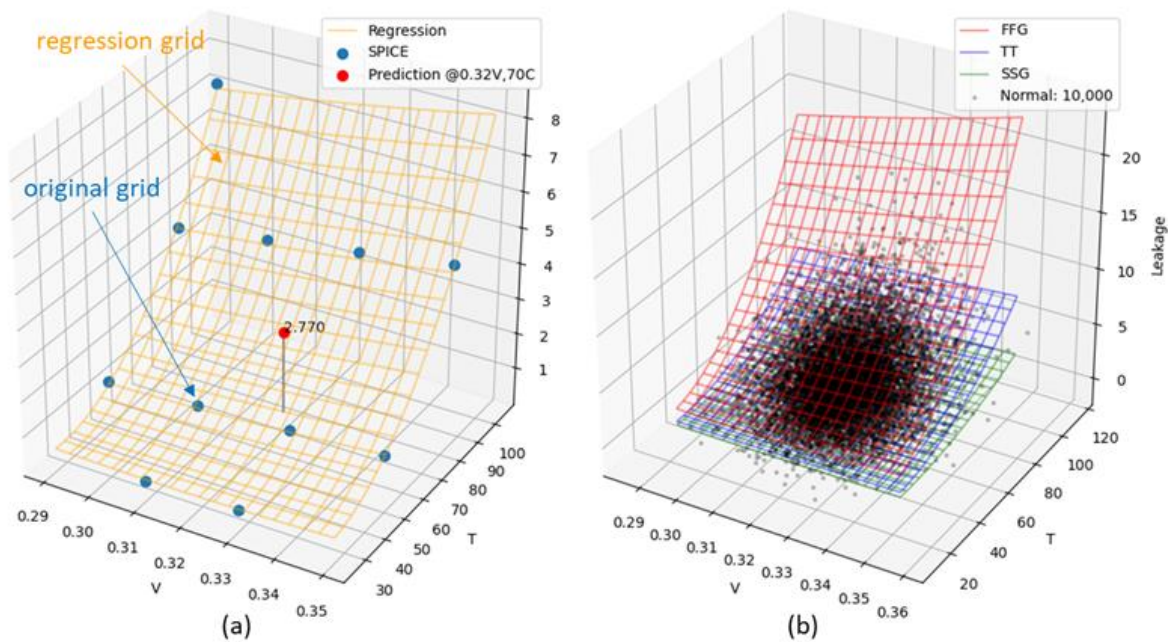 Regression
SPICE
Prediction @0.32V,70C
regression grid
original grid
2.770
8
7
6
5
4
3
2
1
100
90
80
70
60
50
40
30
T
0.29
0.30
0.31
0.32
0.33
0.34
0.35
V
(a)
FFG
TT
SSG
Normal: 10,000
20
15
10
5
0
Leakage
120
100
80
60
40
20
T
0.29
0.30
0.31
0.32
0.33
0.34
0.35
0.36
V
(b)